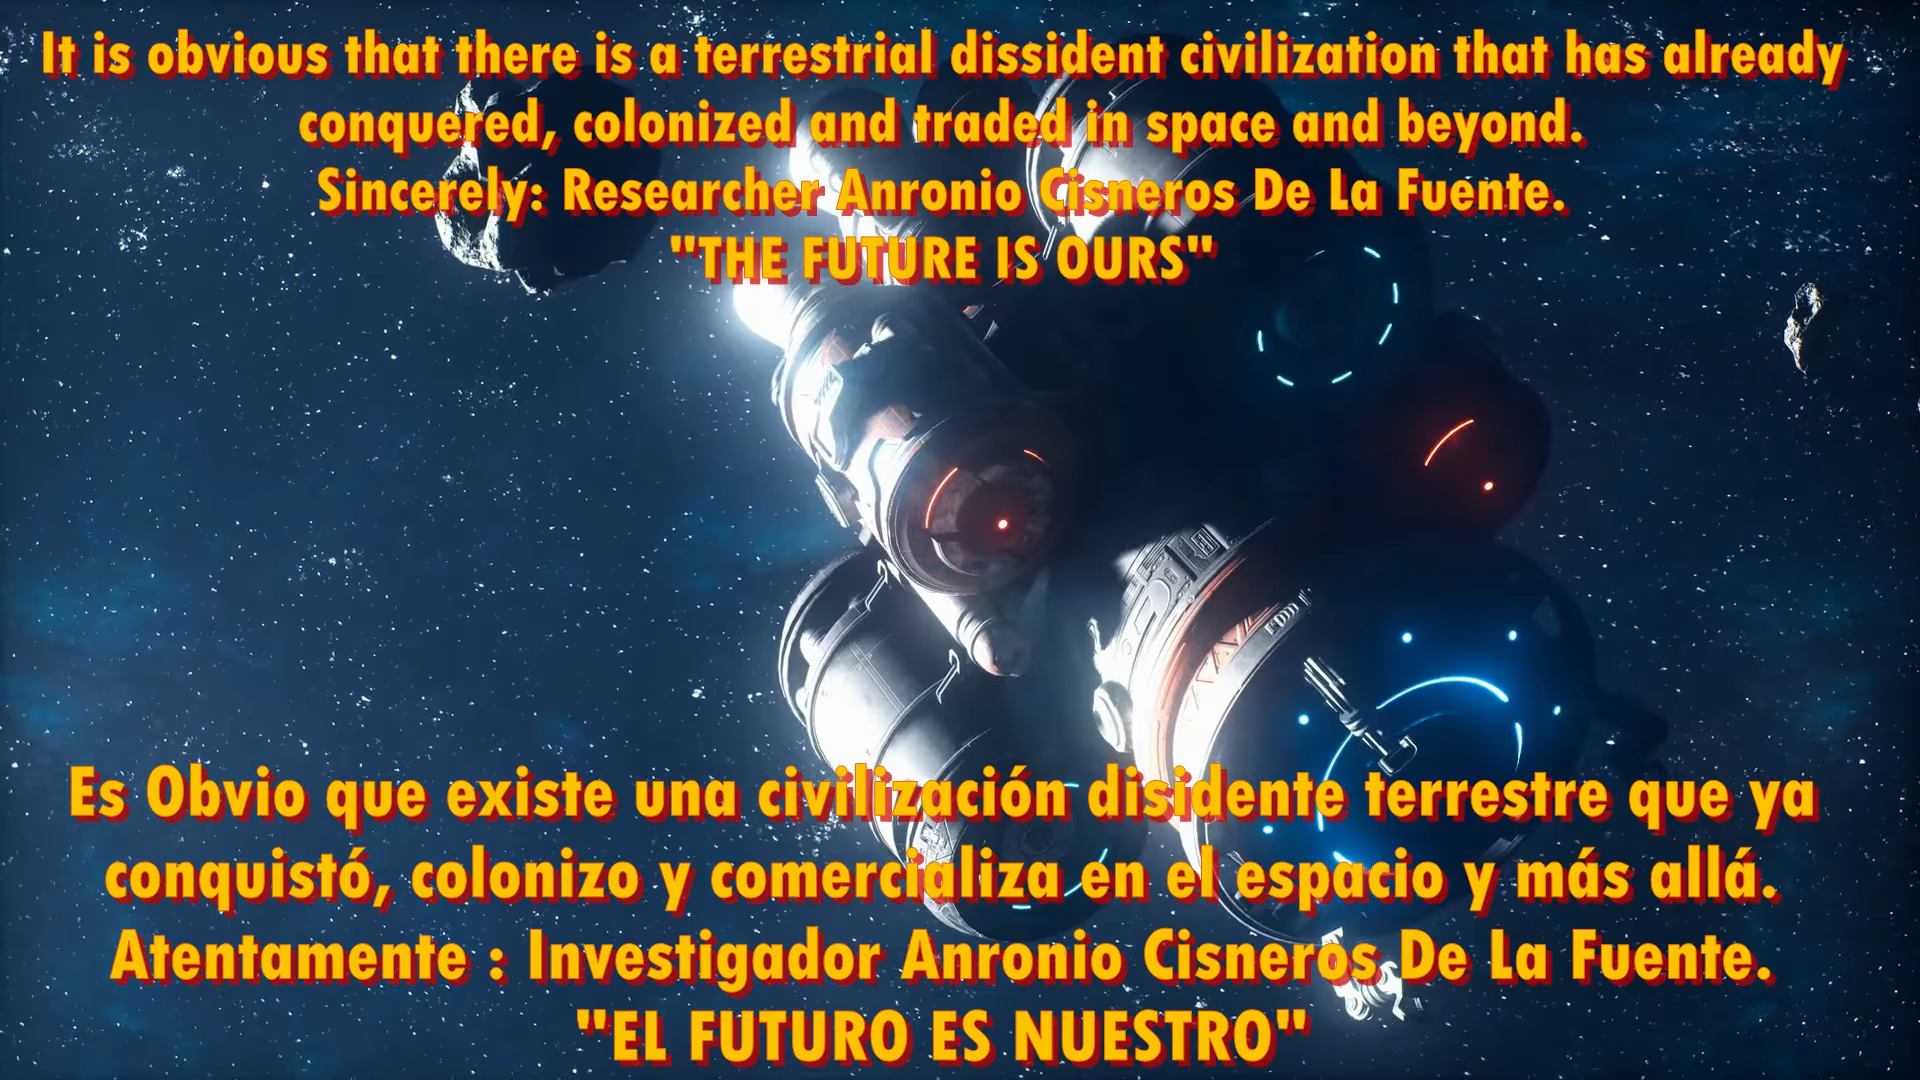 It is obvious that there is a terrestrial dissident civilization that has already
conquered, colonized and traded in space and beyond.
Sincerely: Researcher Anronio Cisneros De La Fuente.
"THE FUTURE IS OURS"
Es Obvio que existe una civilización disidente terrestre que ya
conquistó, colonizo y comercializa en el espacio y más allá.
Atentamente : Investigador Anronio Cisneros De La Fuente.
"EL FUTURO ES NUESTRO"